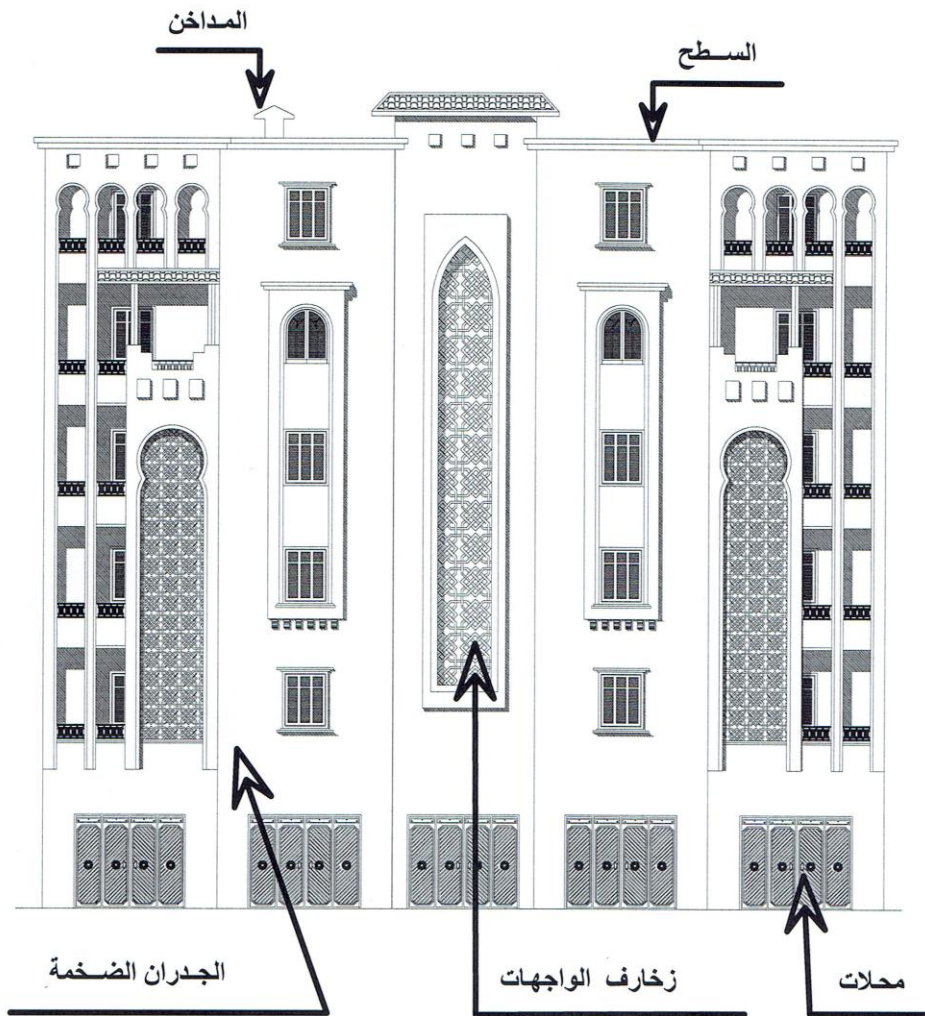 المداخن
السطح
الجدران الضخمة
زخارف الواجهات
محلات